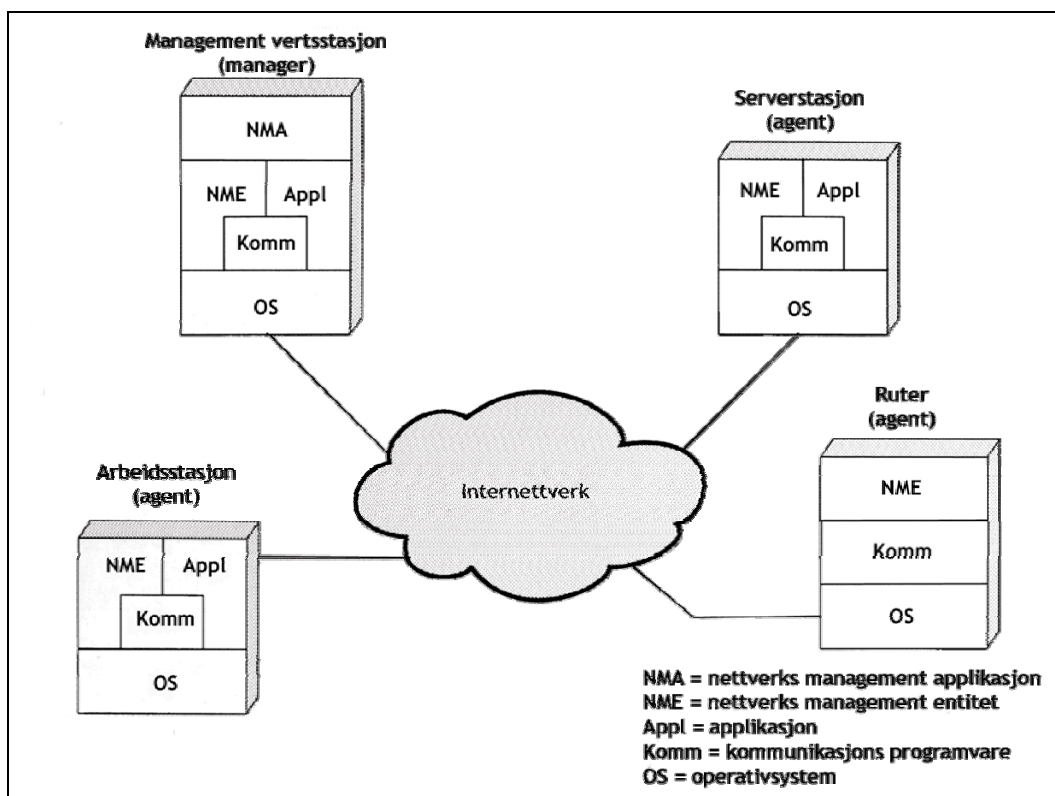 Management vertsstasjon
(manager)
NMA
NME
Appl
Komm
OS
Serverstasjon
(agent)
NME
Appl
Komm
OS
Internettverk
Arbeidsstasjon
(agent)
NME
Appl
Komm
OS
Ruter
(agent)
NME
Komm
OS
NMA = nettverks management applikasjon
NME = nettverks management entitet
Appl = applikasjon
Komm = kommunikasjons programvare
OS = operativsystem